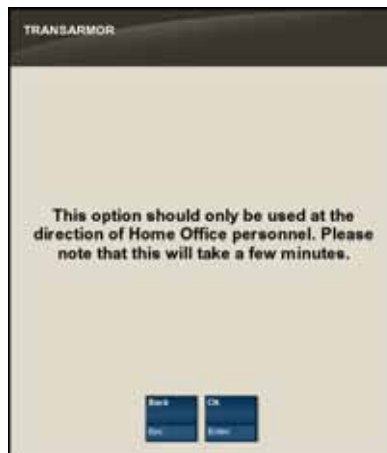 TRANSARMOR
This option should only be used at the
direction of Home Office personnel. Please
note that this will take a few minutes.
Back Ok
Esc Enter